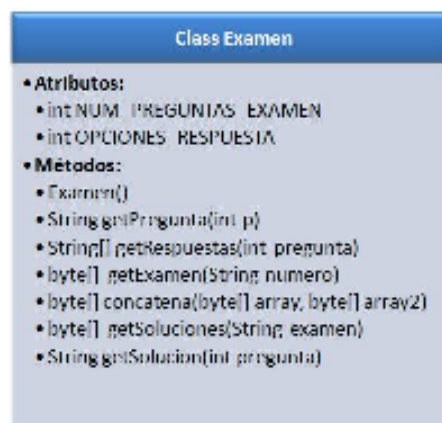 Class Examen
• Atributos:
• int NUM_PREGUNTAS_EXAMEN
• int OPCIONES_RESPUESTA
• Métodos:
• Examen()
• String getPregunta(int p)
• String[] getRespuestas(int pregunta)
• byte[] getExamen(String numero)
• byte[] concatena(byte[] array, byte[] array2)
• byte[] getSoluciones(String examen)
• String getSolucion(int pregunta)